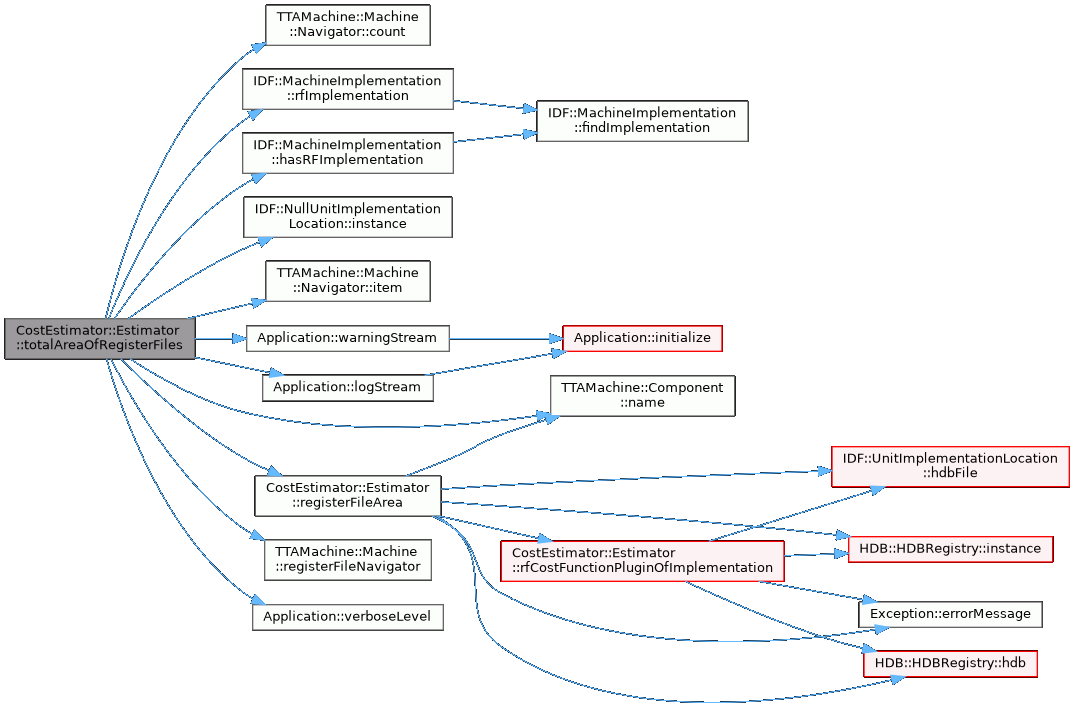 TTAMachine::Machine
::Navigator::count
IDF::MachineImplementation
::rfImplementation
IDF::MachineImplementation
::findImplementation
IDF::MachineImplementation
::hasRFImplementation
IDF::NullUnitImplementation
Location::instance
TTAMachine::Machine
::Navigator::item
CostEstimator::Estimator
::totalAreaOfRegisterFiles
Application::warningStream
Application::initialize
Application::logStream
TTAMachine::Component
::name
IDF::UnitImplementationLocation
::hdbFile
CostEstimator::Estimator
::registerFileArea
HDB::HDBRegistry::instance
TTAMachine::Machine
::registerFileNavigator
CostEstimator::Estimator
::rfCostFunctionPluginOfImplementation
Exception::errorMessage
Application::verboseLevel
HDB::HDBRegistry::hdb